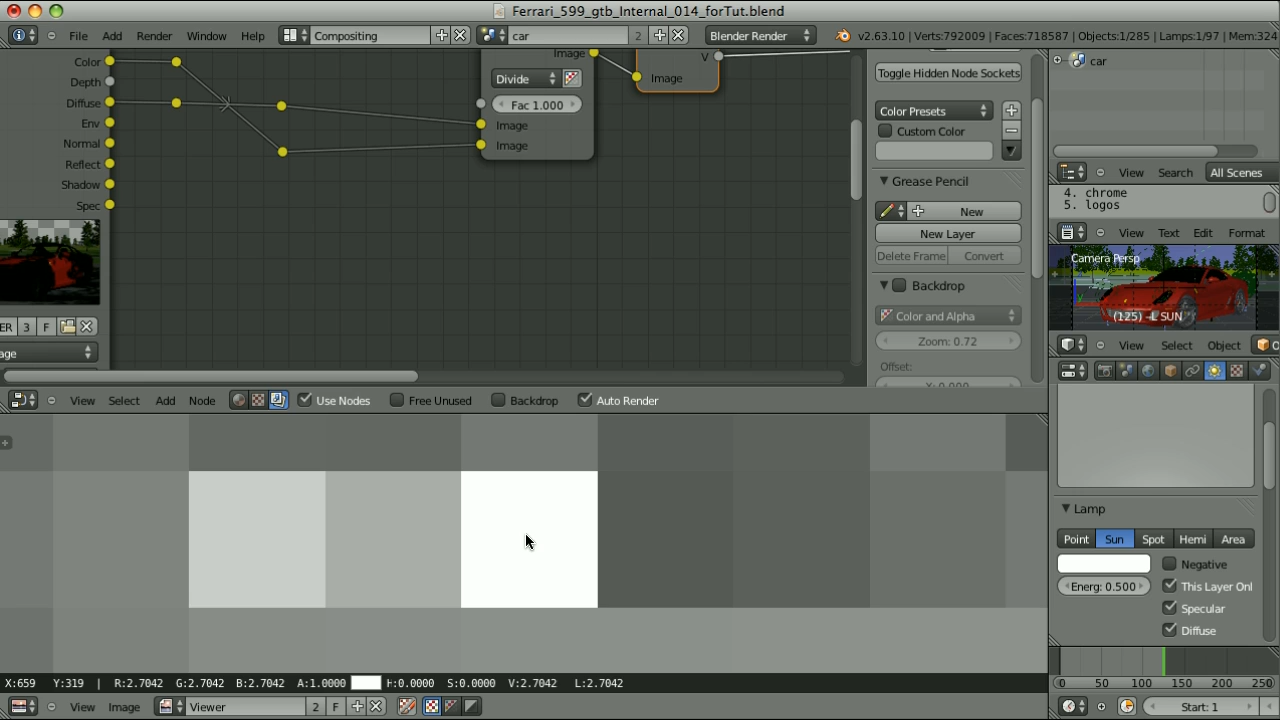 Ferrari_599_gtb_Internal_014_forTut.blend
File Add Render Window Help Compositing car 2 Blender Render v2.63.10 | Verts:792009 | Faces:718587 | Objects:1/285 | Lamps:1/97 | Mem:324
Color
Depth
Diffuse
Env
Normal
Reflect
Shadow
Spec
ER 3 F
age
Image
Divide
Fac 1.000
Image
Image
V
Image
Toggle Hidden Node Sockets
Color Presets
Custom Color
Grease Pencil
New
New Layer
Delete Frame Convert
Backdrop
Color and Alpha
Zoom: 0.72
Offset:
X: 0.000
car
View Search All Scenes
4. chrome
5. logos
View Text Edit Format
Camera Persp
(125) -L SUN
View Select Object O
View Select Add Node Use Nodes Free Unused Backdrop Auto Render
Lamp
Point Sun Spot Hemi Area
Negative
Energ: 0.500 This Layer Onl
Specular
Diffuse
0 50 100 150 200 250
Start: 1
X:659 Y:319 | R:2.7042 G:2.7042 B:2.7042 A:1.0000 H:0.0000 S:0.0000 V:2.7042 L:2.7042
View Image Viewer 2 F